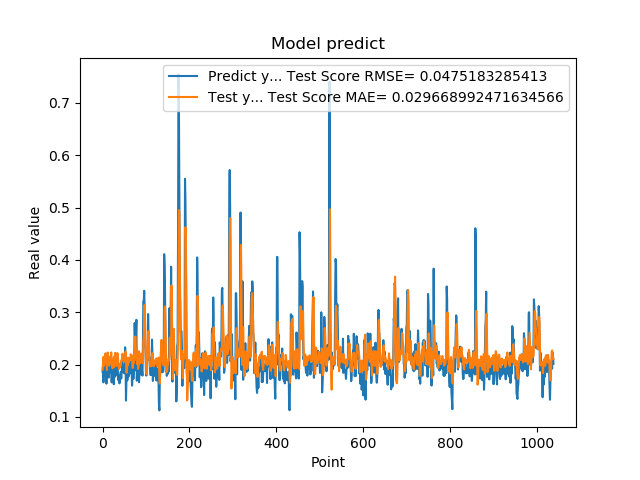 Model predict
Predict y... Test Score RMSE= 0.0475183285413
Test y... Test Score MAE= 0.029668992471634566
0.7
0.6
0.5
0.4
0.3
0.2
0.1
Real value
0 200 400 600 800 1000
Point